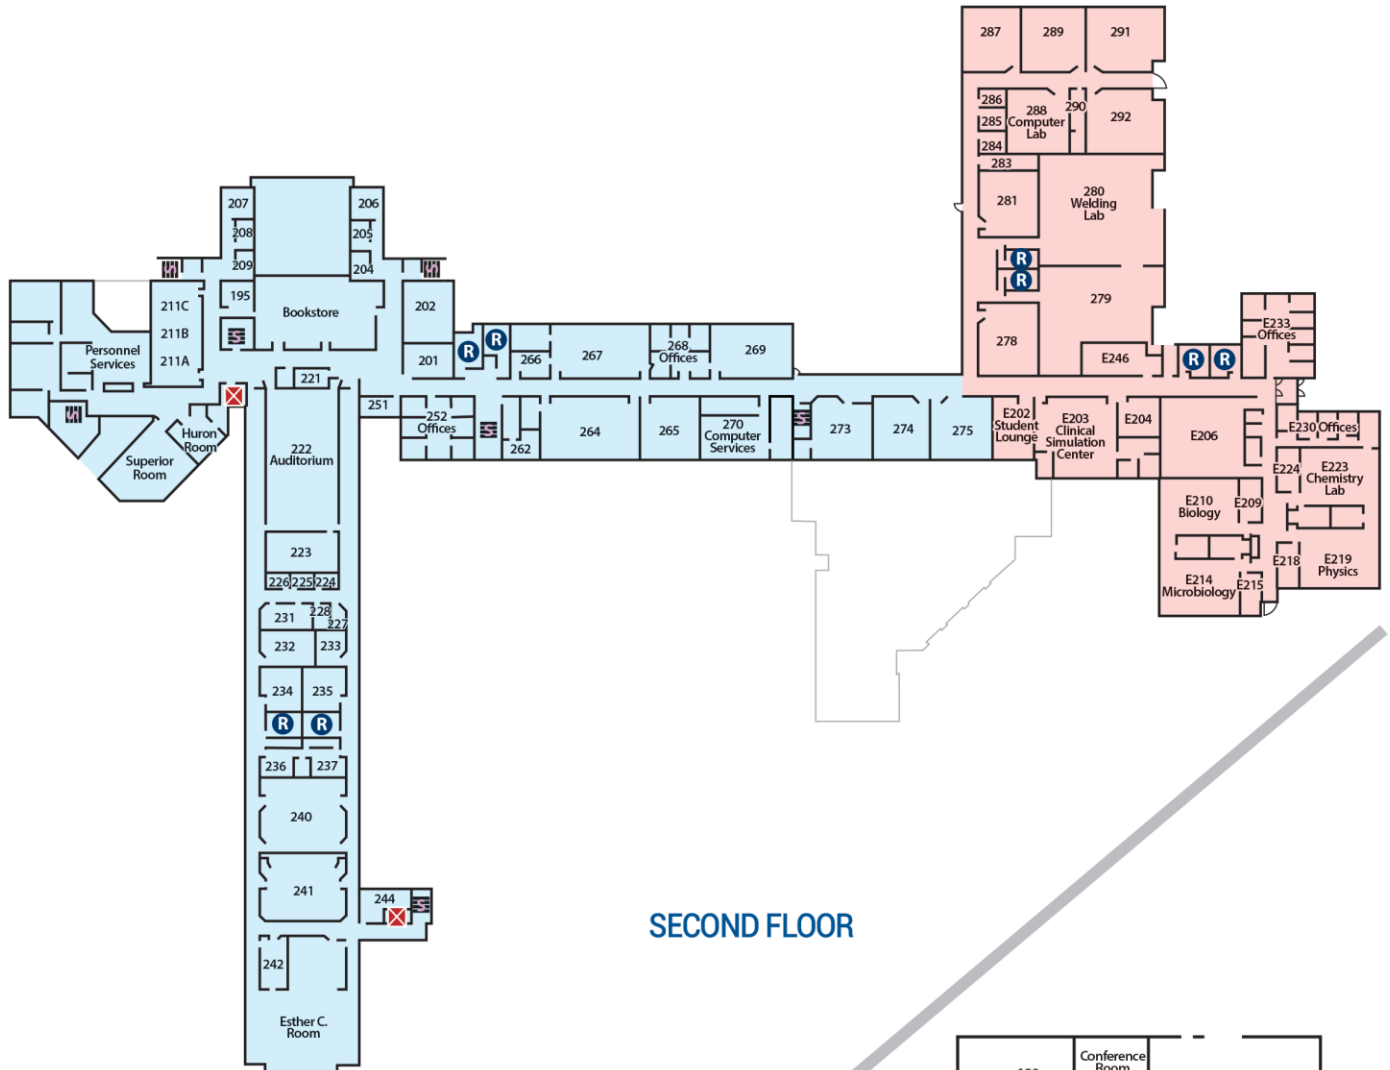 287
289
291
286
285
284
283
288
Computer
Lab
290
292
281
280
Welding
Lab
R
R
279
278
E246
R
R
E233
Offices
207
208
209
206
205
204
S
S
195
S
Bookstore
202
201
211C
211B
211A
Personnel
Services
S
Huron
Room
Superior
Room
221
222
Auditorium
251
252
Offices
R
R
266
267
268
Offices
269
S
262
264
265
270
Computer
Services
S
273
274
275
E202
Student
Lounge
E203
Clinical
Simulation
Center
E204
E206
E230 Offices
E224
E223
Chemistry
Lab
E210
Biology
E209
E218
E219
Physics
E214
Microbiology
E215
223
226
225
224
231
228
227
232
233
234
235
R
R
236
237
240
241
244
S
242
Esther C.
Room
SECOND FLOOR
Conference
Room